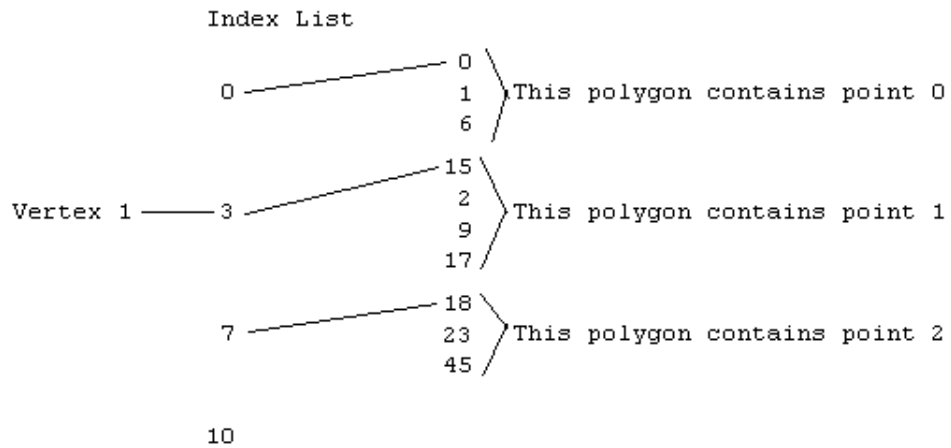 Index List
0
0 1 This polygon contains point 0
6
15
2
Vertex 1 3 This polygon contains point 1
9
17
18
7 23 This polygon contains point 2
45
10